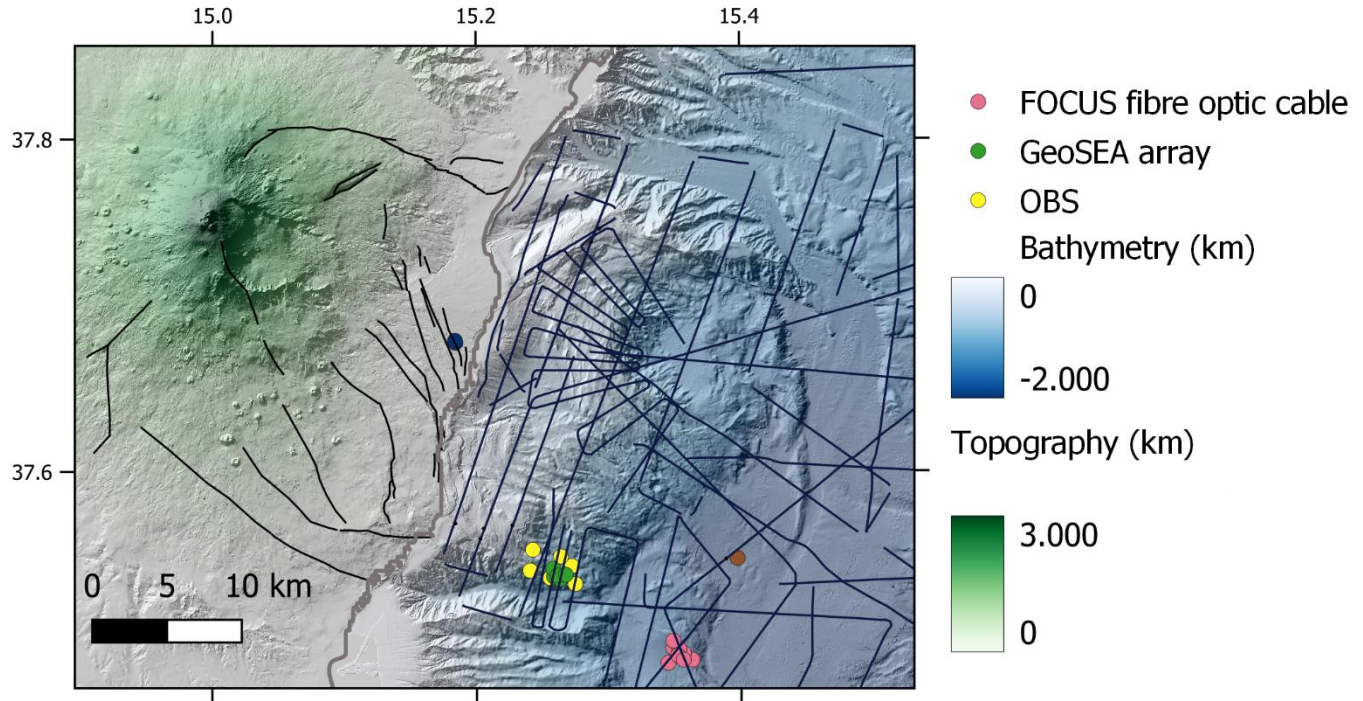 15.0 15.2 15.4
37.8
37.6
0 5 10 km
FOCUS fibre optic cable
GeoSEA array
OBS
Bathymetry (km)
0
-2.000
Topography (km)
3.000
0